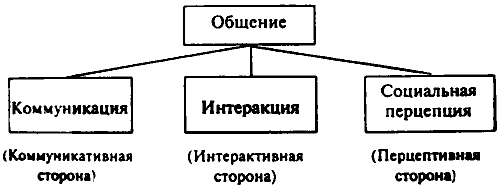 Общение
Коммуникация
Интеракция
Социальная
перцепция
(Коммуникативная
сторона)
(Интерактивная
сторона)
(Перцептивная
сторона)